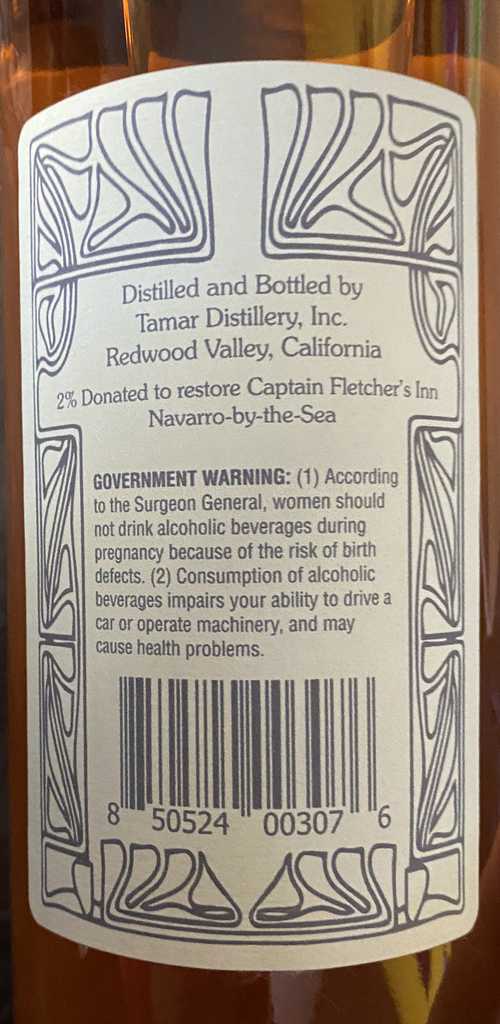 Distilled and Bottled by
Tamar Distillery, Inc.
Redwood Valley, California
2% Donated to restore Captain Fletcher's Inn
Navarro-by-the-Sea
GOVERNMENT WARNING: (1) According
to the Surgeon General, women should
not drink alcoholic beverages during
pregnancy because of the risk of birth
defects. (2) Consumption of alcoholic
beverages impairs your ability to drive a
car or operate machinery, and may
cause health problems.
8 50524 00307 6